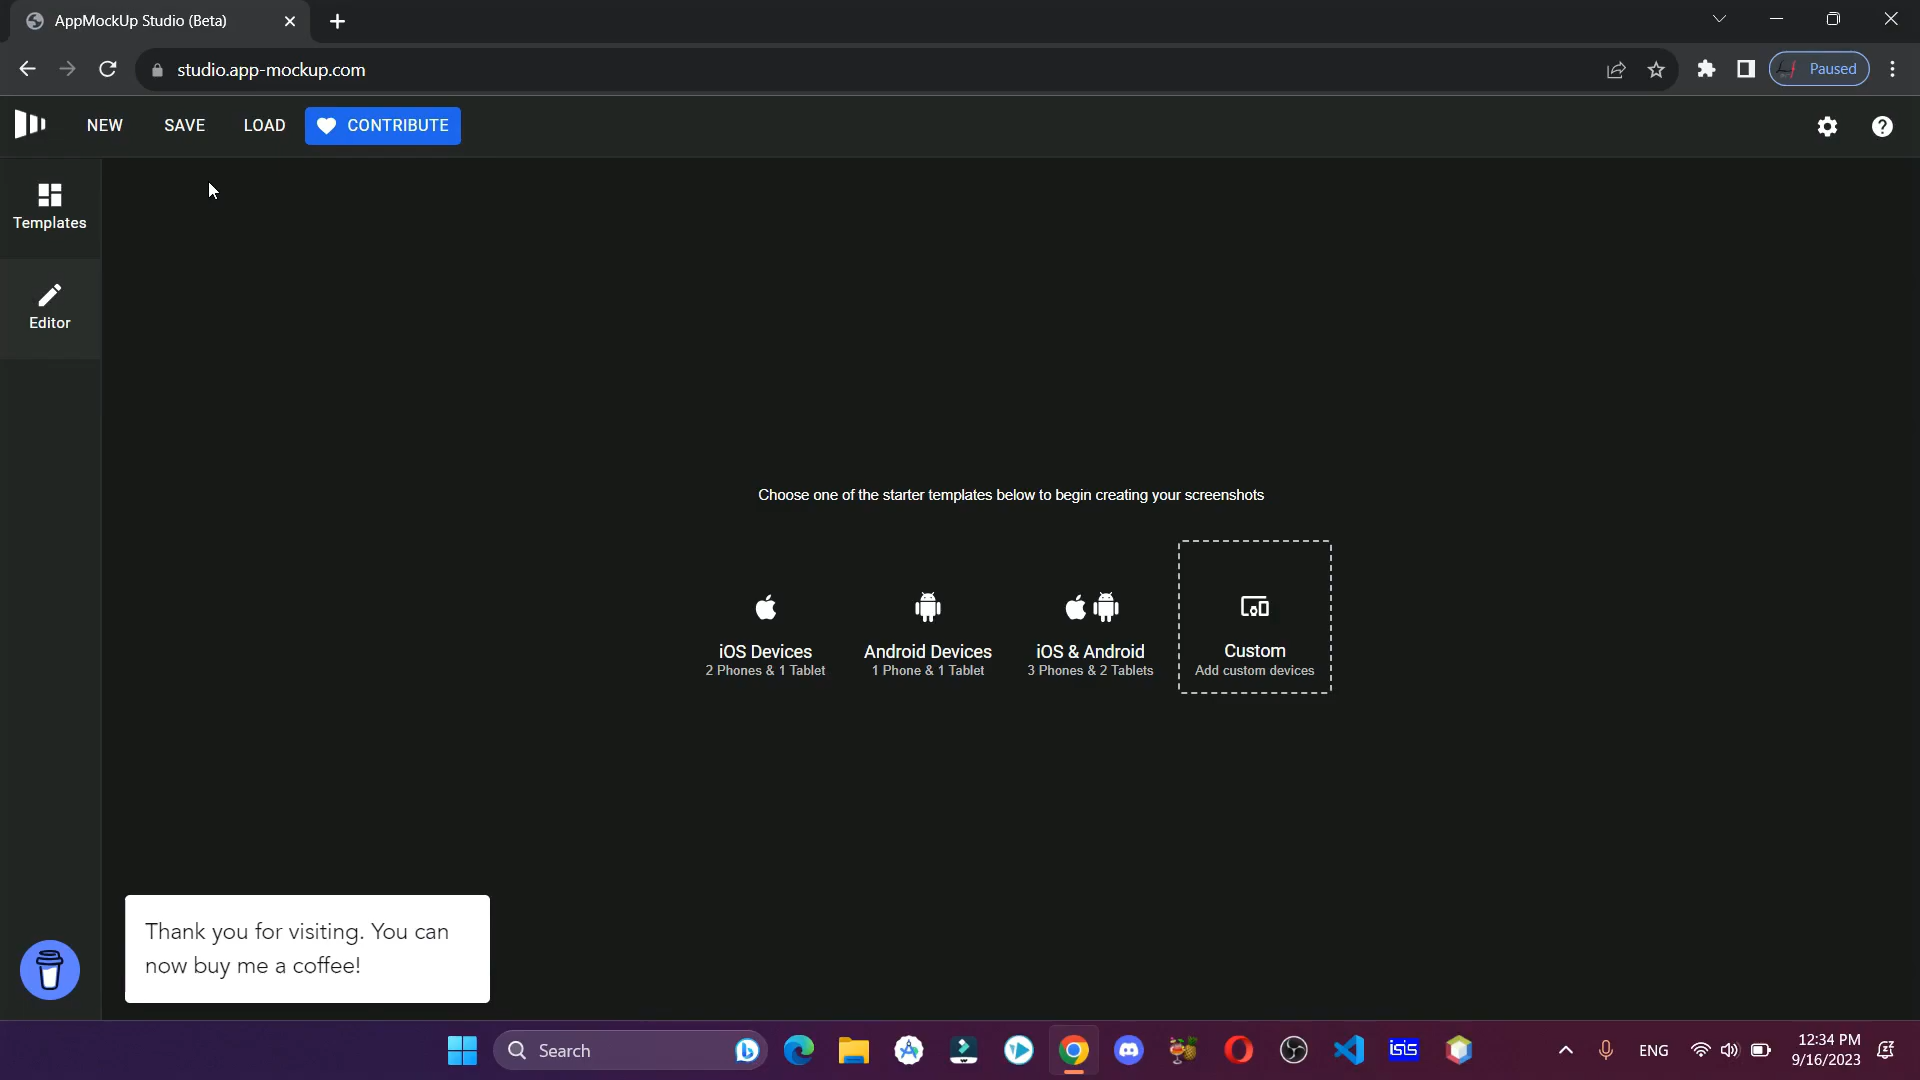 AppMockUp Studio (Beta)
studio.app-mockup.com
Paused
NEW
SAVE
LOAD
CONTRIBUTE
Templates
Editor
Choose one of the starter templates below to begin creating your screenshots
iOS Devices
2 Phones & 1 Tablet
Android Devices
1 Phone & 1 Tablet
iOS & Android
3 Phones & 2 Tablets
Custom
Add custom devices
Thank you for visiting. You can
now buy me a coffee!
Search
isis
ENG
12:34 PM
9/16/2023